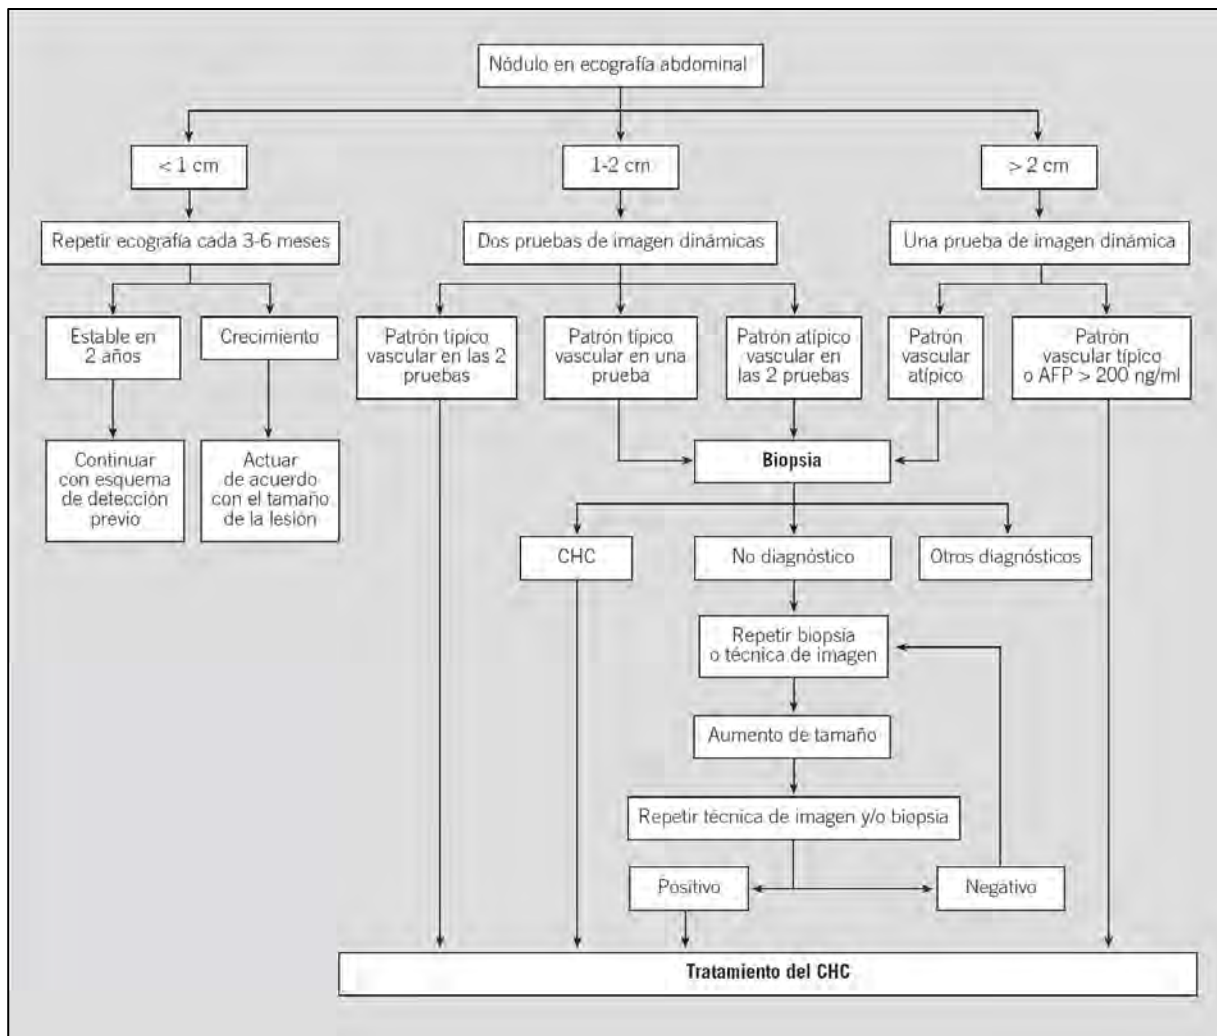 Nódulo en ecografía abdominal
< 1 cm
1-2 cm
> 2 cm
Repetir ecografía cada 3-6 meses
Dos pruebas de imagen dinámicas
Una prueba de imagen dinámica
Estable en
2 años
Crecimiento
Patrón típico
vascular en las 2
pruebas
Patrón típico
vascular en una
prueba
Patrón atípico
vascular en
las 2 pruebas
Patrón
vascular
atípico
Patrón
vascular típico
o AFP > 200 ng/ml
Continuar
con esquema
de detección
previo
Actuar
de acuerdo
con el tamaño
de la lesión
Biopsia
CHC
No diagnóstico
Otros diagnósticos
Repetir biopsia
o técnica de imagen
Aumento de tamaño
Repetir técnica de imagen y/o biopsia
Positivo
Negativo
Tratamiento del CHC